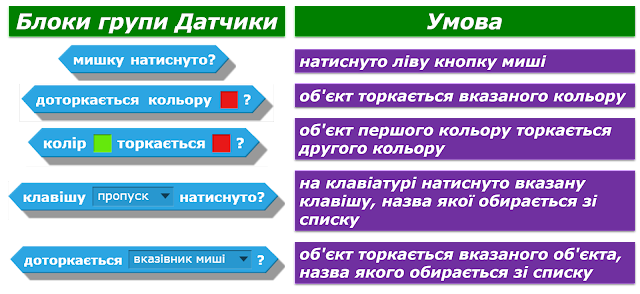 Блоки групи Датчики
Умова
мишку натиснуто?
натиснуто ліву кнопку миші
доторкається кольору ?
об'єкт торкається вказаного кольору
колір торкається ?
об'єкт першого кольору торкається
другого кольору
клавішу пропуск натиснуто?
на клавіатурі натиснуто вказану
клавішу, назва якої обирається зі
списку
доторкається вказівник миші ?
об'єкт торкається вказаного об'єкта,
назва якого обирається зі списку